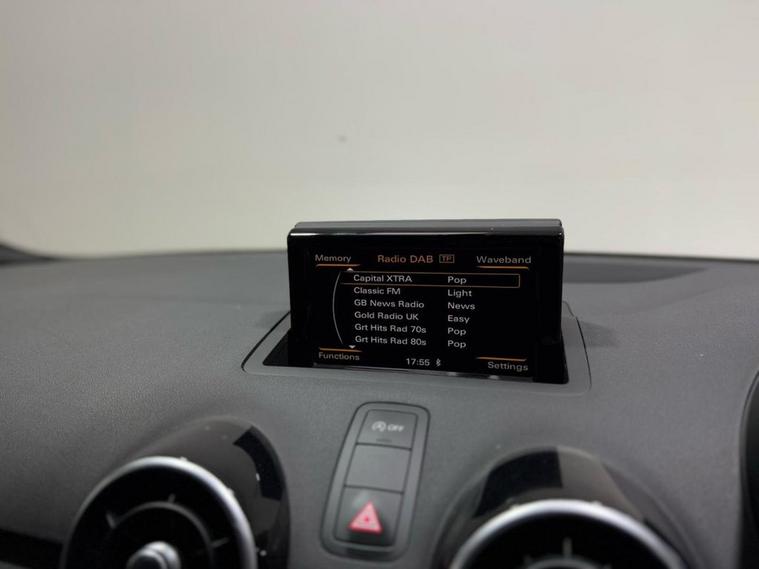 Memory Radio DAB TP Waveband
Capital XTRA Pop
Classic FM Light
GB News Radio News
Gold Radio UK Easy
Grt Hits Rad 70s Pop
Grt Hits Rad 80s Pop
Functions 17:55 Settings
OFF